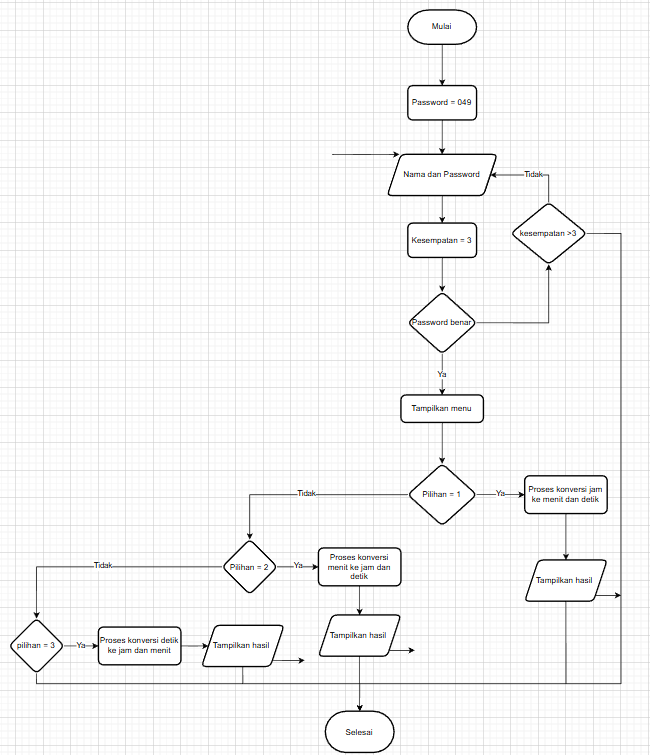 Mulai
Password = 049
Nama dan Password
Tidak
Kesempatan = 3
kesempatan >3
Password benar
Ya
Tampilkan menu
Pilihan = 1
Tidak
Ya
Proses konversi jam
ke menit dan detik
Pilihan = 2
Tidak
Ya
Proses konversi
menit ke jam dan
detik
Tampilkan hasil
pilihan = 3
Ya
Proses konversi detik
ke jam dan menit
Tampilkan hasil
Tampilkan hasil
Selesai